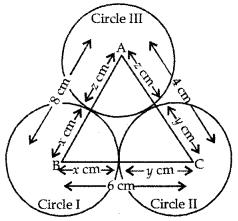 Circle III
A
z cm
z cm
8 cm
4 cm
x cm
y cm
B
x cm
y cm
C
6 cm
Circle I
Circle II